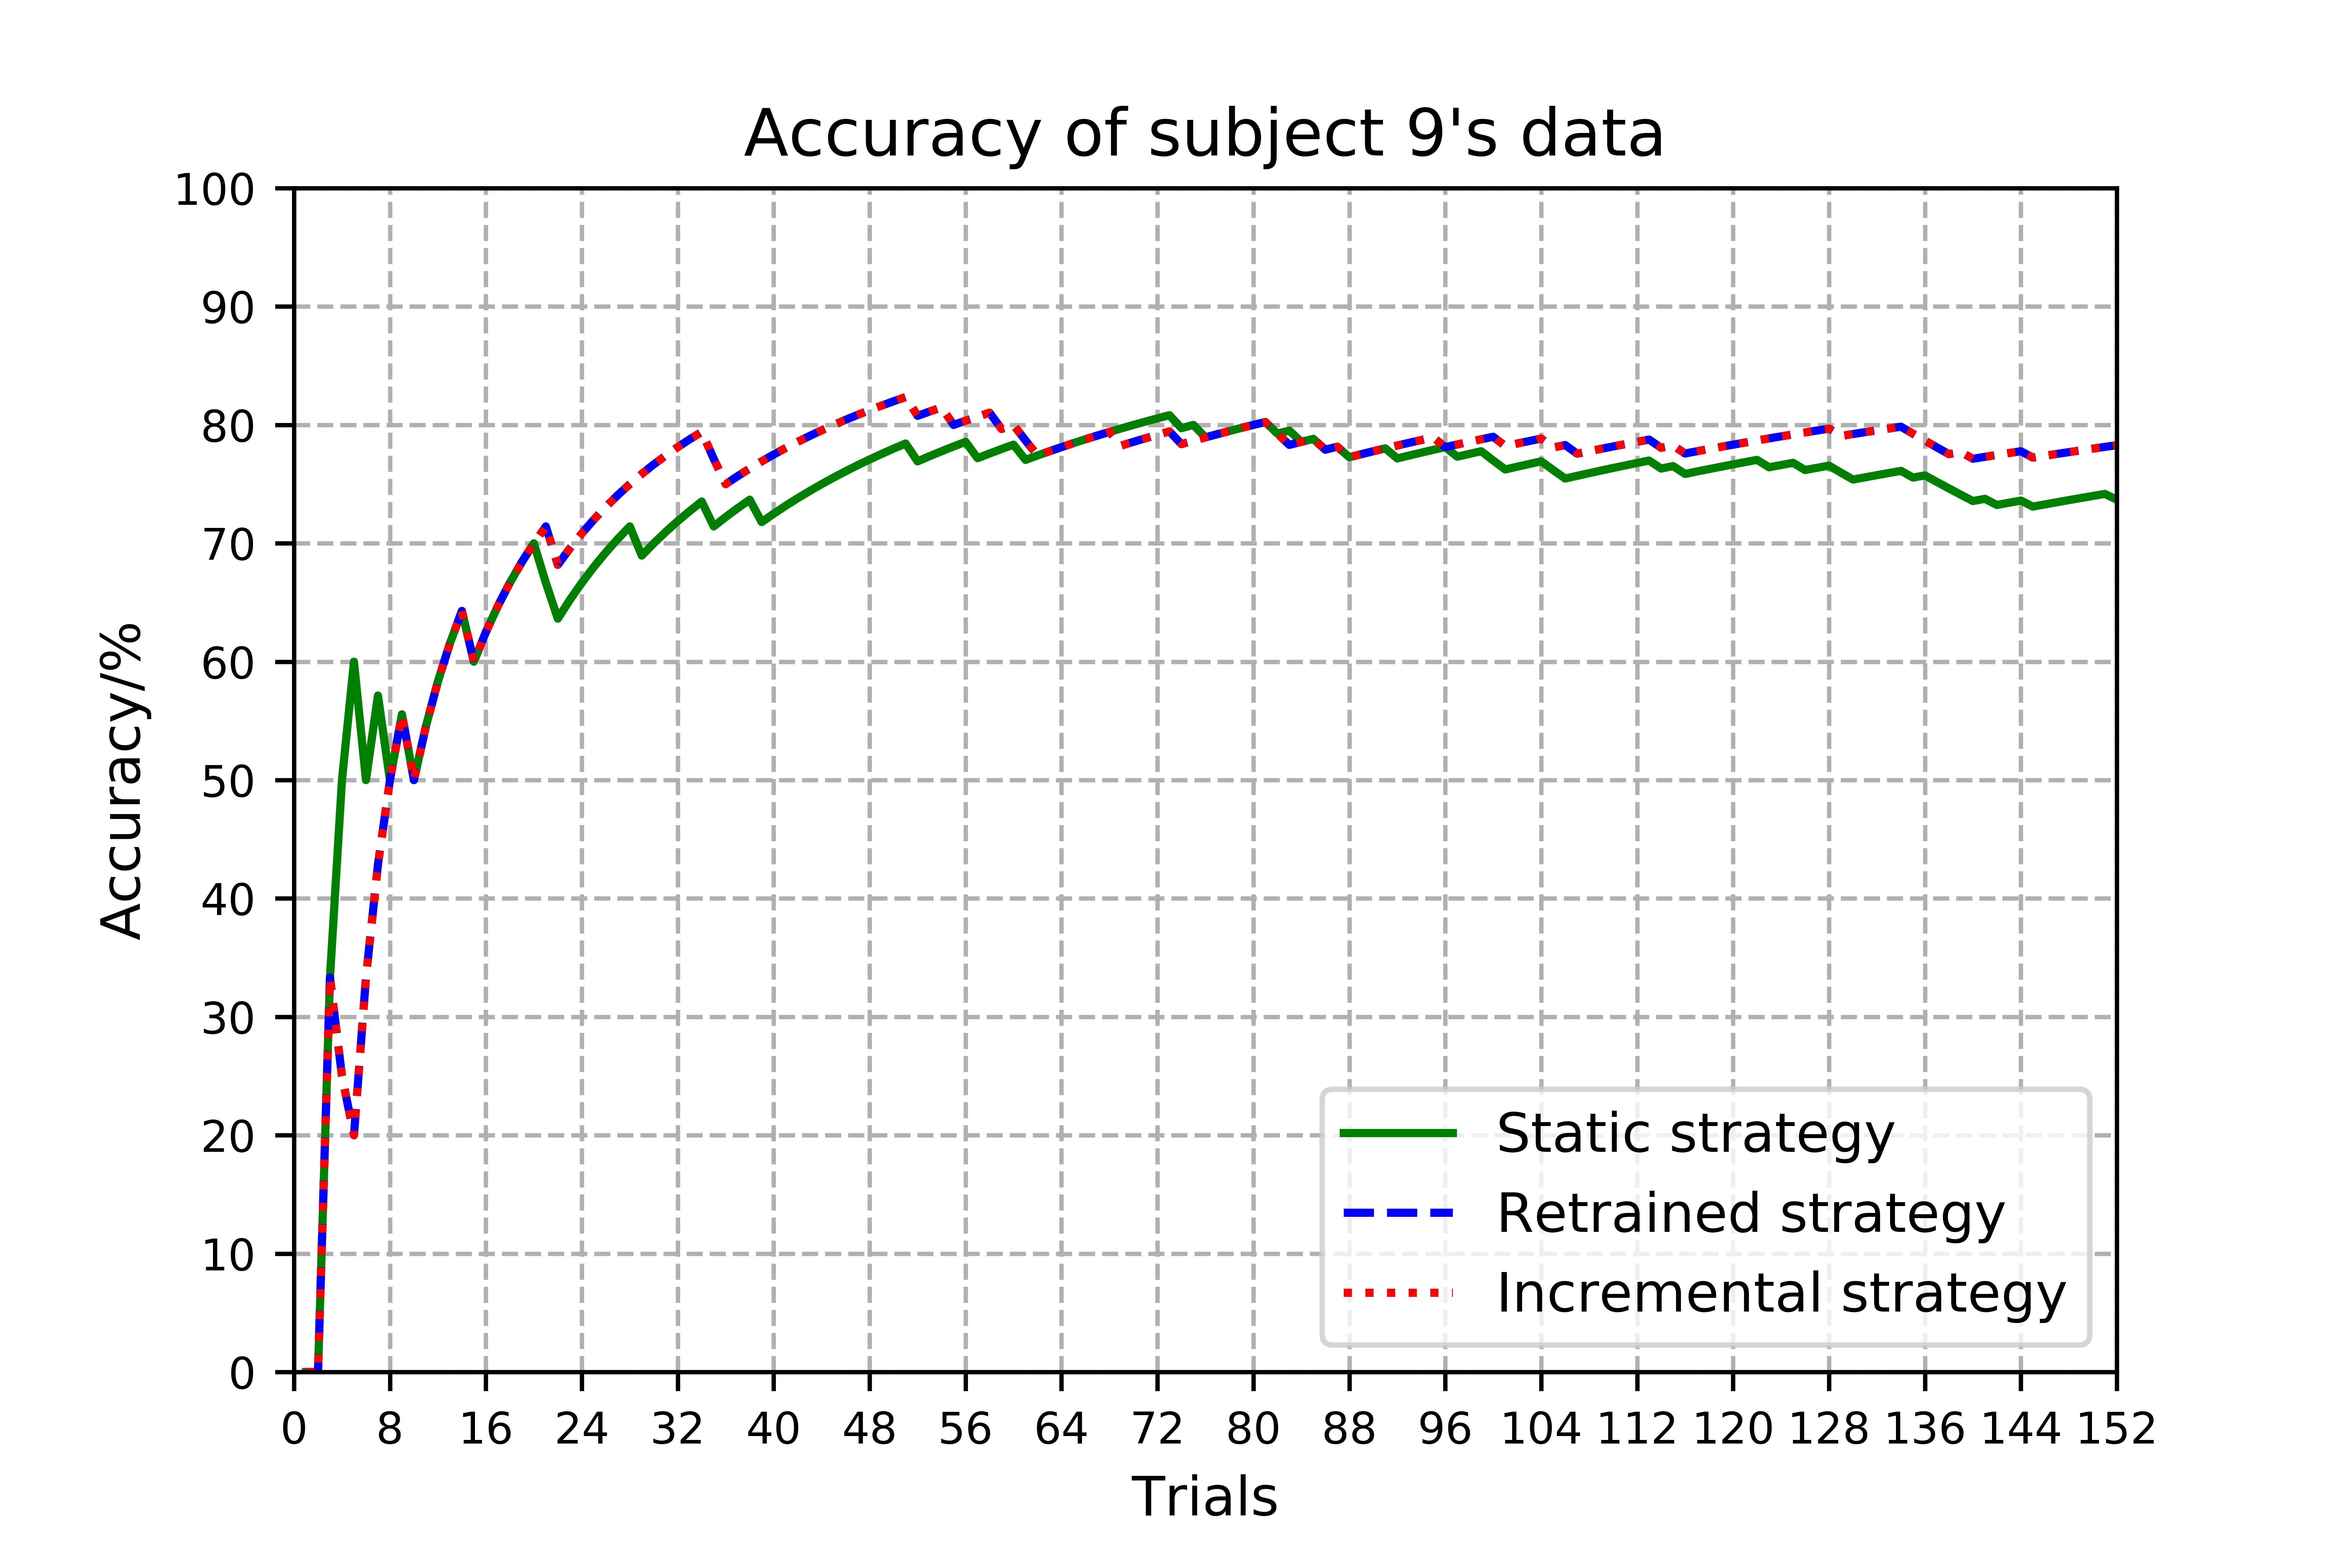 Accuracy of subject 9's data
100
90
80
70
60
50
40
30
20
10
0
Accuracy/%
Static strategy
Retrained strategy
Incremental strategy
0 8 16 24 32 40 48 56 64 72 80 88 96 104 112 120 128 136 144 152
Trials